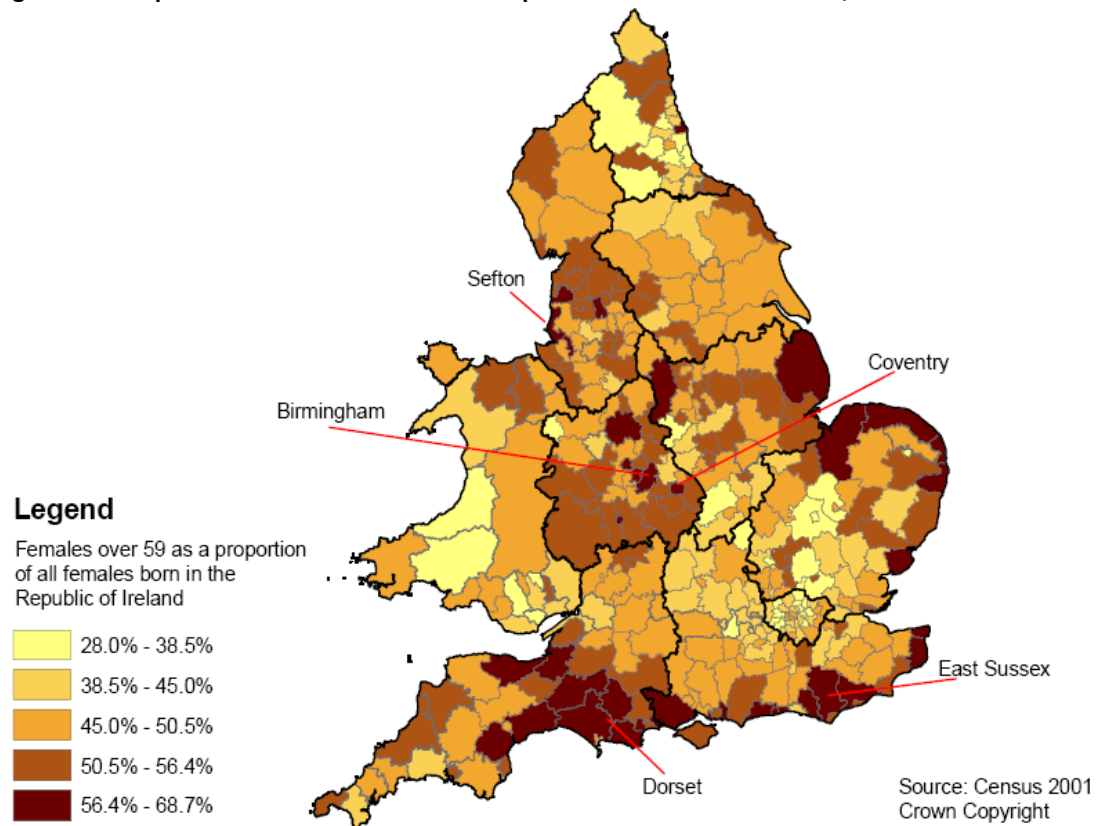 Sefton
Coventry
Birmingham
Legend
Females over 59 as a proportion
of all females born in the
Republic of Ireland
28.0% - 38.5%
38.5% - 45.0%
45.0% - 50.5%
50.5% - 56.4%
56.4% - 68.7%
East Sussex
Dorset
Source: Census 2001
Crown Copyright